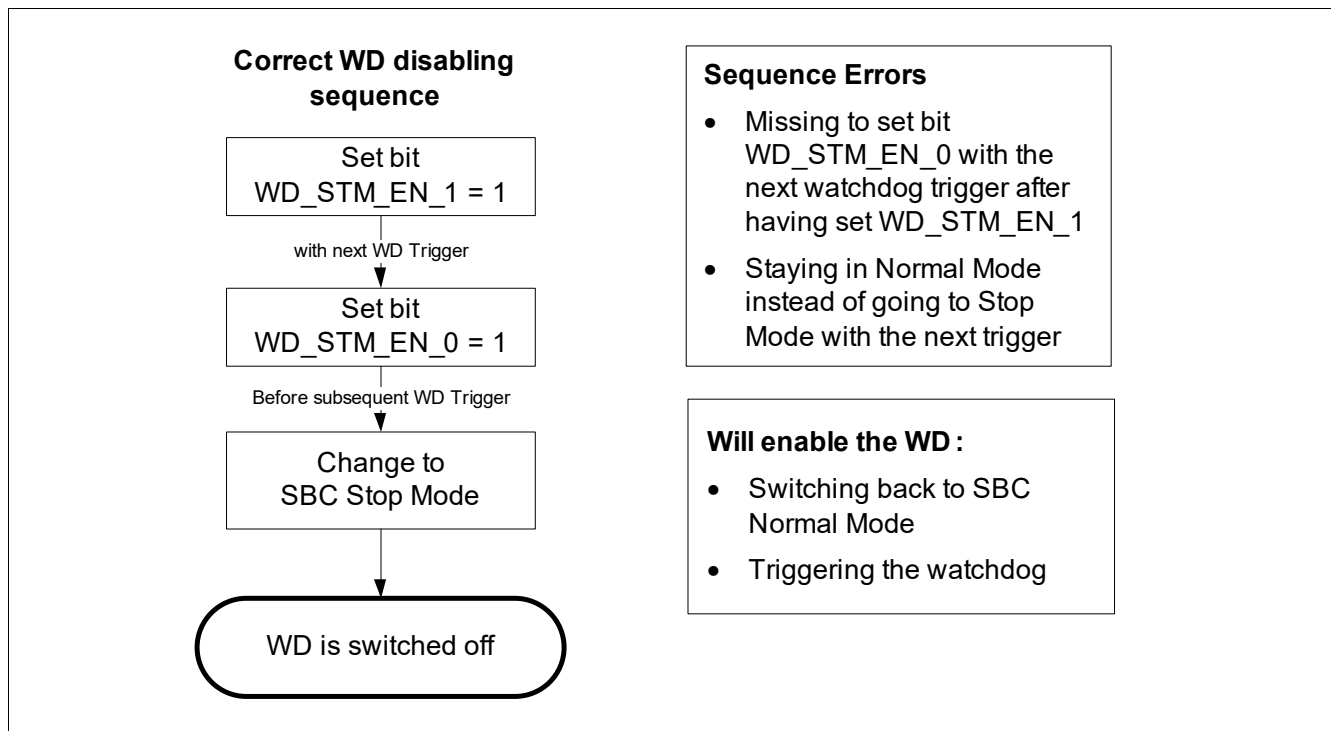 Correct WD disabling
sequence
Set bit
WD_STM_EN_1 = 1
with next WD Trigger
Set bit
WD_STM_EN_0 = 1
Before subsequent WD Trigger
Change to
SBC Stop Mode
WD is switched off
Sequence Errors
• Missing to set bit
WD_STM_EN_0 with the
next watchdog trigger after
having set WD_STM_EN_1
• Staying in Normal Mode
instead of going to Stop
Mode with the next trigger
Will enable the WD :
• Switching back to SBC
Normal Mode
• Triggering the watchdog